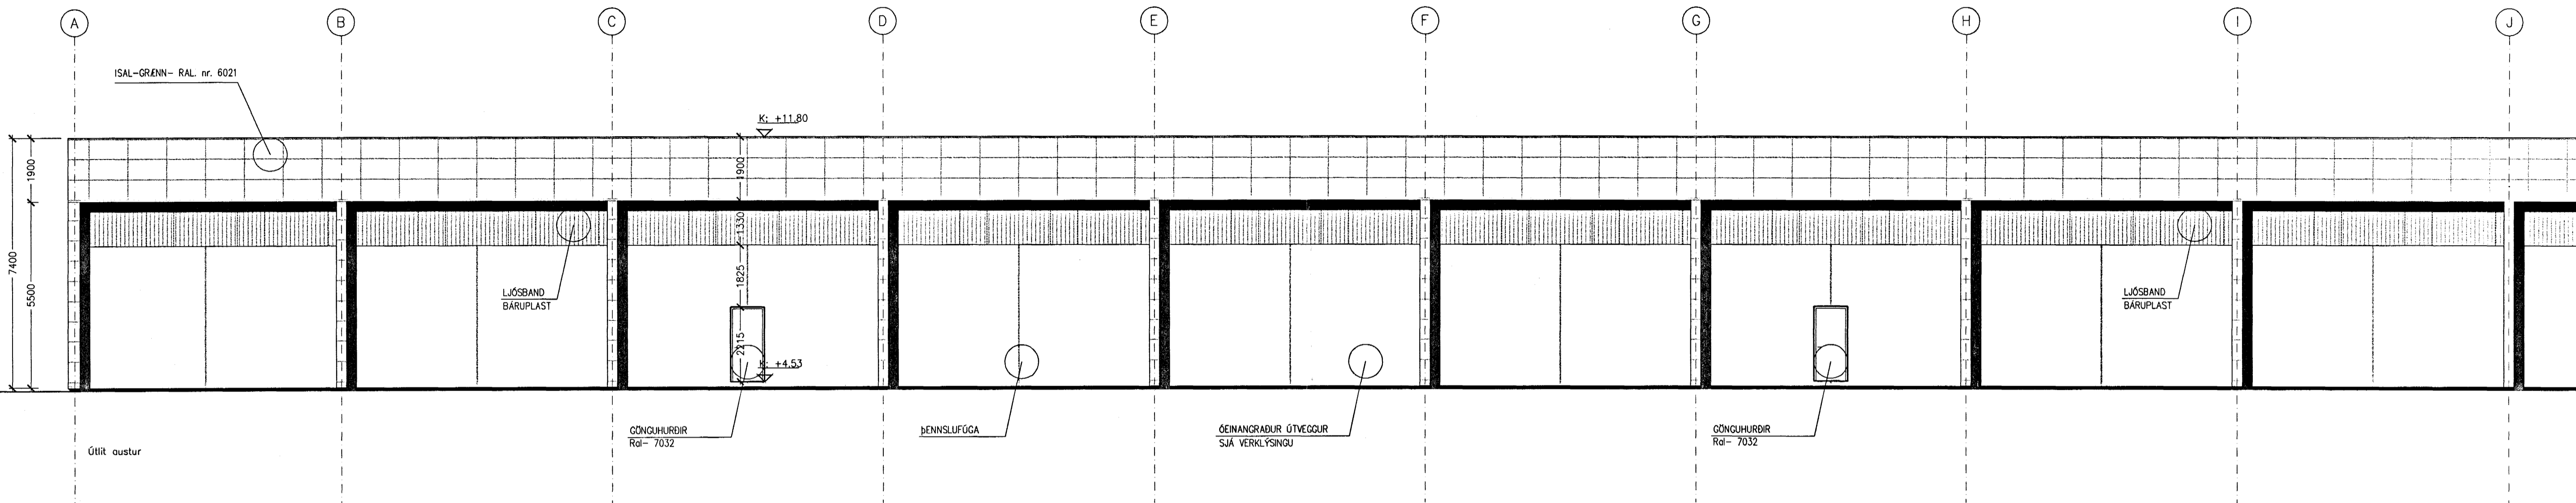 A
B
C
D
E
F
G
H
I
J
ISAL-GRÆNN- RAL. nr. 6021
K; +11.80
1900
1900
7400
5500
1330
1825
2215
K; +4.53
LJÓSBAND
BÁRUPLAST
LJÓSBAND
BÁRUPLAST
GÖNGUHURÐIR
Ral- 7032
ÞENNSLUFÚGA
ÓEINANGRAÐUR ÚTVEGGUR
SJÁ VERKLÝSINGU
GÖNGUHURÐIR
Ral- 7032
Útlit austur